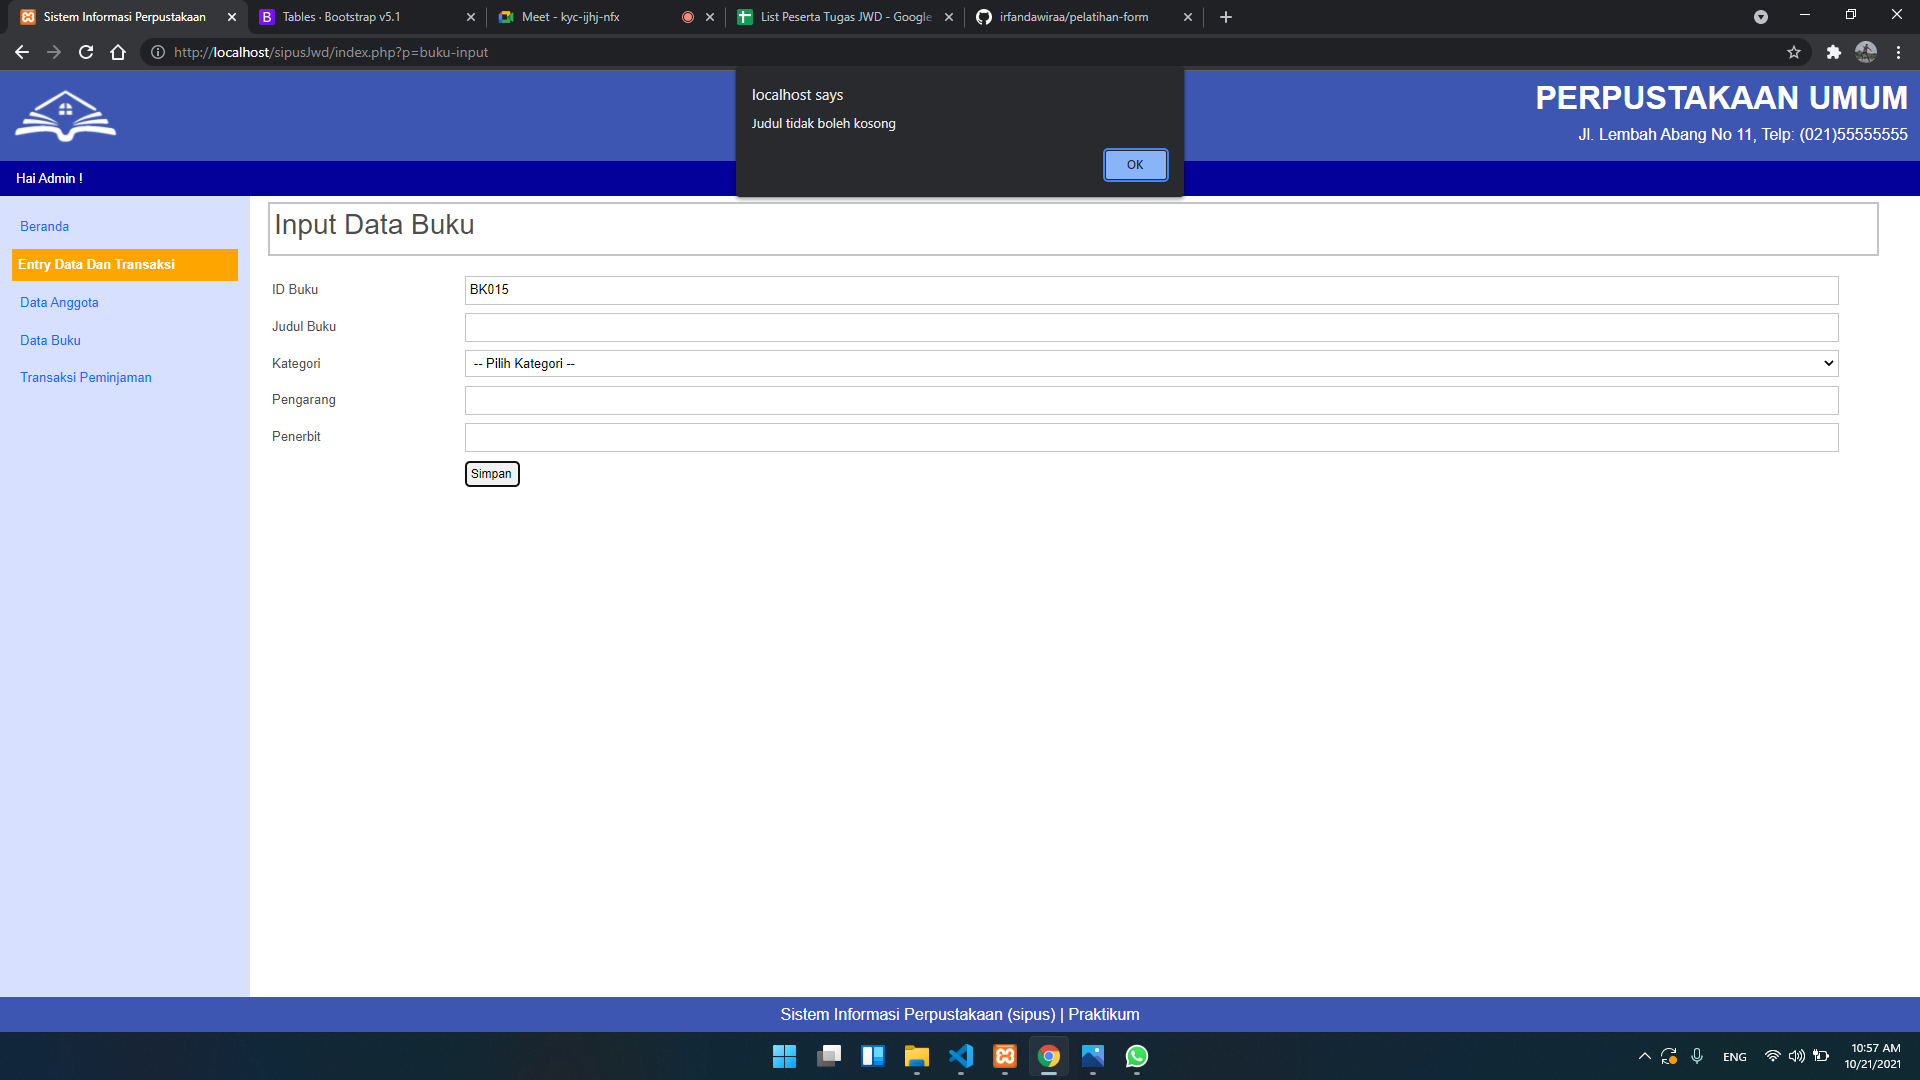 Sistem Informasi Perpustakaan
Tables · Bootstrap v5.1
Meet - kyc-ijhj-nfx
List Peserta Tugas JWD - Google
irfandawiraa/pelatihan-form
http://localhost/sipusJwd/index.php?p=buku-input
localhost says
Judul tidak boleh kosong
OK
PERPUSTAKAAN UMUM
Jl. Lembah Abang No 11, Telp: (021)55555555
Hai Admin !
Beranda
Entry Data Dan Transaksi
Data Anggota
Data Buku
Transaksi Peminjaman
Input Data Buku
ID Buku
BK015
Judul Buku
Kategori
-- Pilih Kategori --
Pengarang
Penerbit
Simpan
Sistem Informasi Perpustakaan (sipus) | Praktikum
ENG
10:57 AM
10/21/2021